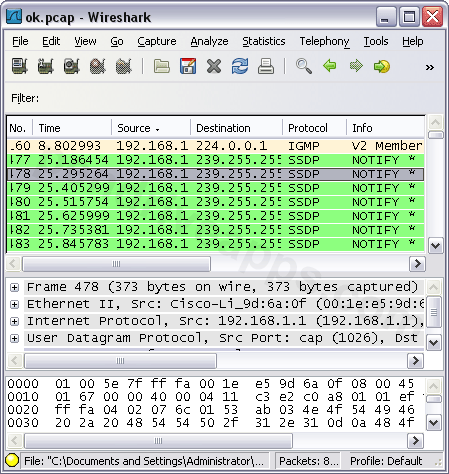 ok.pcap - Wireshark
File Edit View Go Capture Analyze Statistics Telephony Tools Help
Filter:
No. Time Source Destination Protocol Info
.60 8.802993 192.168.1 224.0.0.1 IGMP V2 Member
177 25.186454 192.168.1 239.255.255 SSDP NOTIFY *
178 25.295264 192.168.1 239.255.255 SSDP NOTIFY *
179 25.405299 192.168.1 239.255.255 SSDP NOTIFY *
180 25.515754 192.168.1 239.255.255 SSDP NOTIFY *
181 25.625999 192.168.1 239.255.255 SSDP NOTIFY *
182 25.735381 192.168.1 239.255.255 SSDP NOTIFY *
183 25.845783 192.168.1 239.255.255 SSDP NOTIFY *
Frame 478 (373 bytes on wire, 373 bytes captured)
Ethernet II, Src: Cisco-Li_9d:6a:0f (00:1e:e5:9d:6
Internet Protocol, Src: 192.168.1.1 (192.168.1.1),
User Datagram Protocol, Src Port: cap (1026), Dst
0000 01 00 5e 7f ff fa 00 1e e5 9d 6a 0f 08 00 45
0010 01 67 00 00 40 00 04 11 c3 e2 c0 a8 01 01 ef
0020 ff fa 04 02 07 6c 01 53 ab 03 4e 4f 54 49 46
0030 20 2a 20 48 54 54 50 2f 31 2e 31 0d 0a 48 4f
File: "C:\Documents and Settings\Administrator\... Packets: 8... Profile: Default